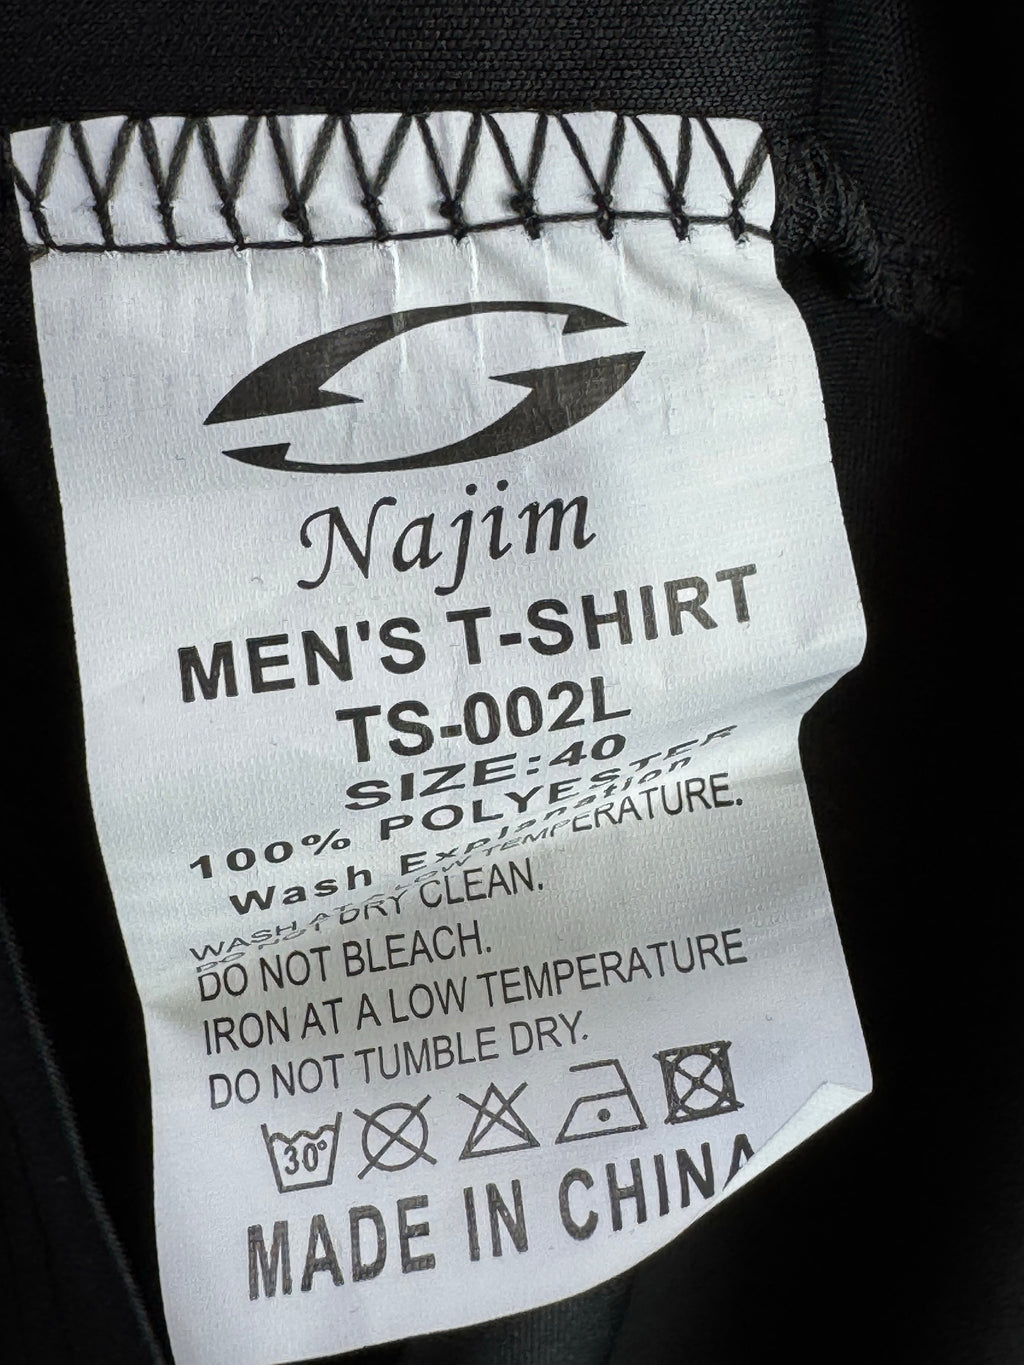 Najim
MEN'S T-SHIRT
TS-002L
SIZE:40
100% POLYESTER
Wash Explanation
WASH AT A LOW TEMPERATURE.
DO NOT DRY CLEAN.
DO NOT BLEACH.
IRON AT A LOW TEMPERATURE
DO NOT TUMBLE DRY.
30°
MADE IN CHINA